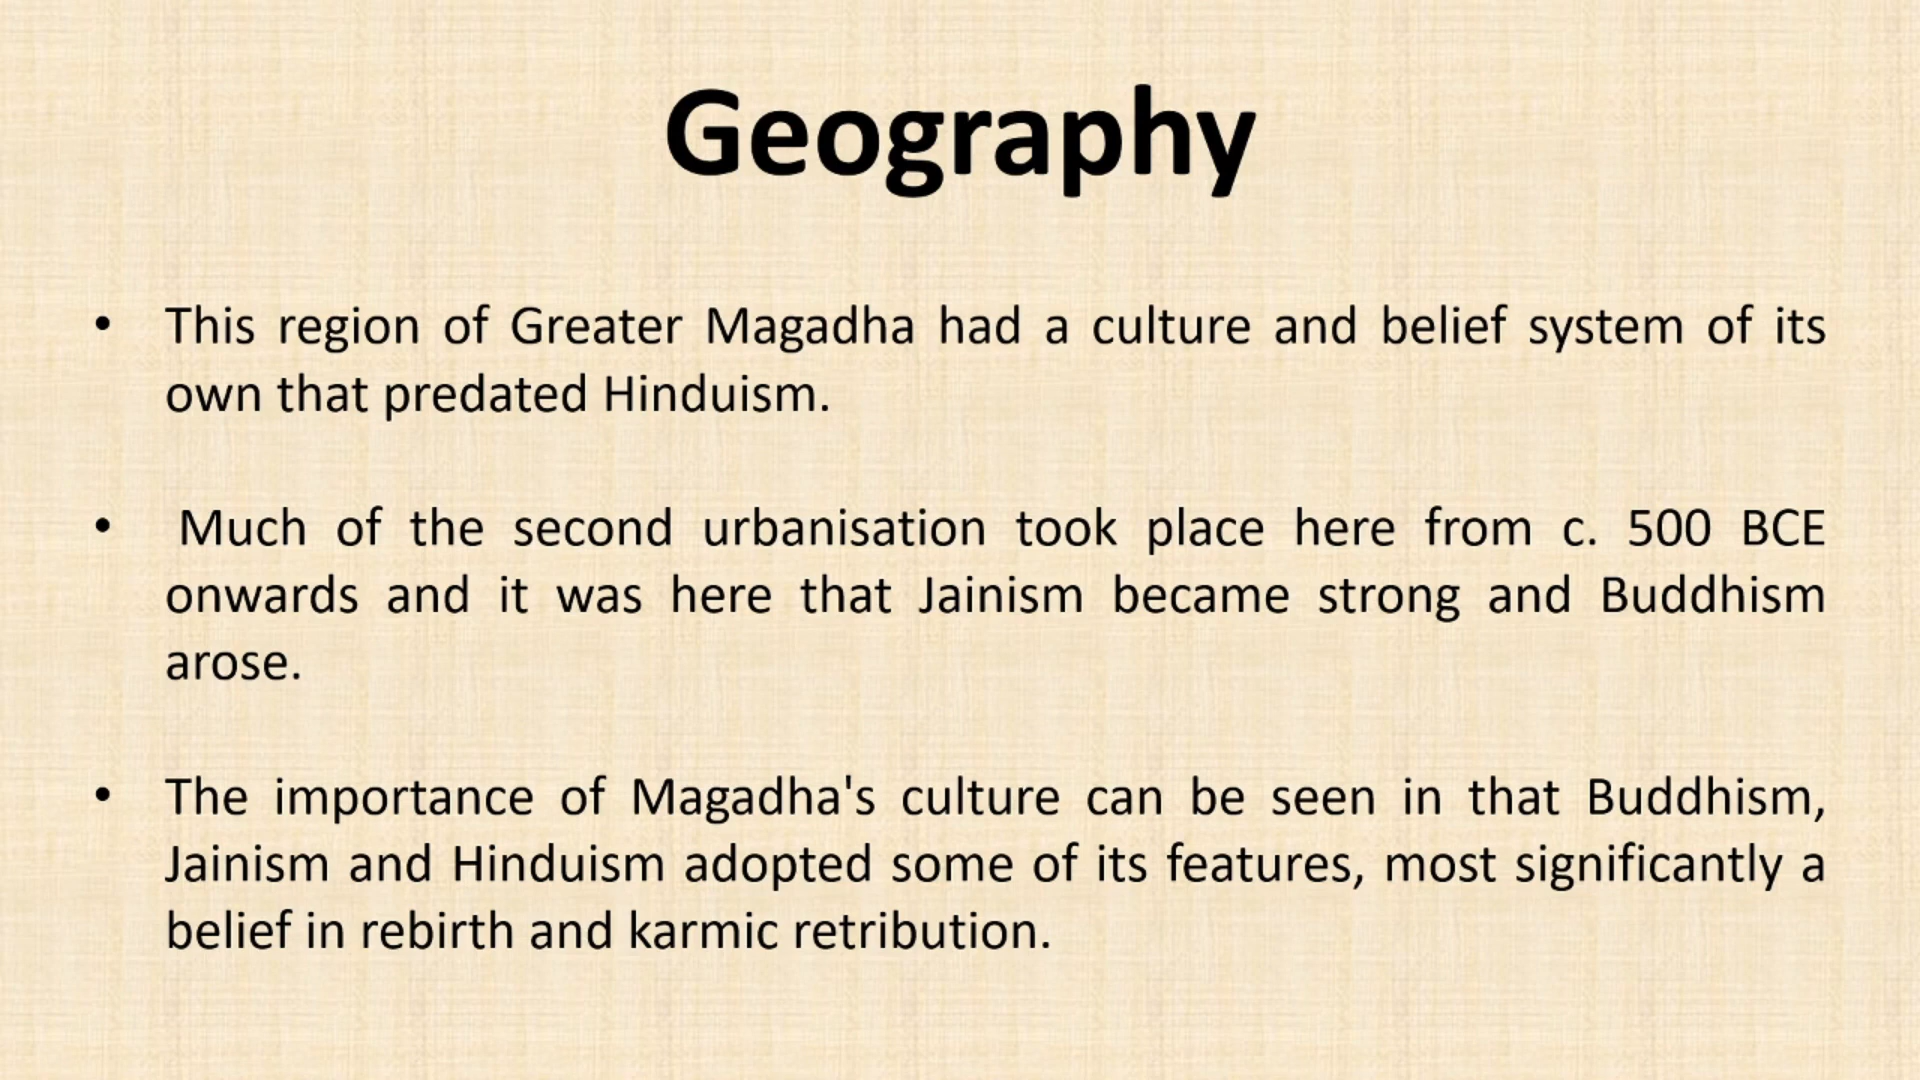 Geography
• This region of Greater Magadha had a culture and belief system of its
own that predated Hinduism.
• Much of the second urbanisation took place here from c. 500 BCE
onwards and it was here that Jainism became strong and Buddhism
arose.
• The importance of Magadha's culture can be seen in that Buddhism,
Jainism and Hinduism adopted some of its features, most significantly a
belief in rebirth and karmic retribution.